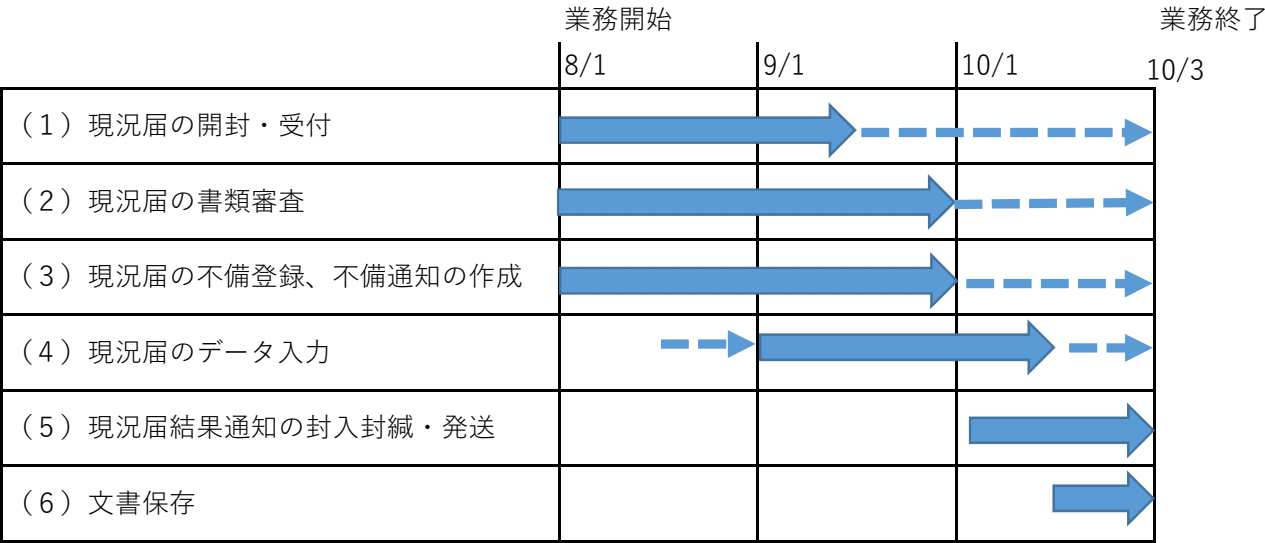 業務開始
業務終了
8/1
9/1
10/1
10/3
（１）現況届の開封・受付
（２）現況届の書類審査
（３）現況届の不備登録、不備通知の作成
（４）現況届のデータ入力
（５）現況届結果通知の封入封緘・発送
（６）文書保存